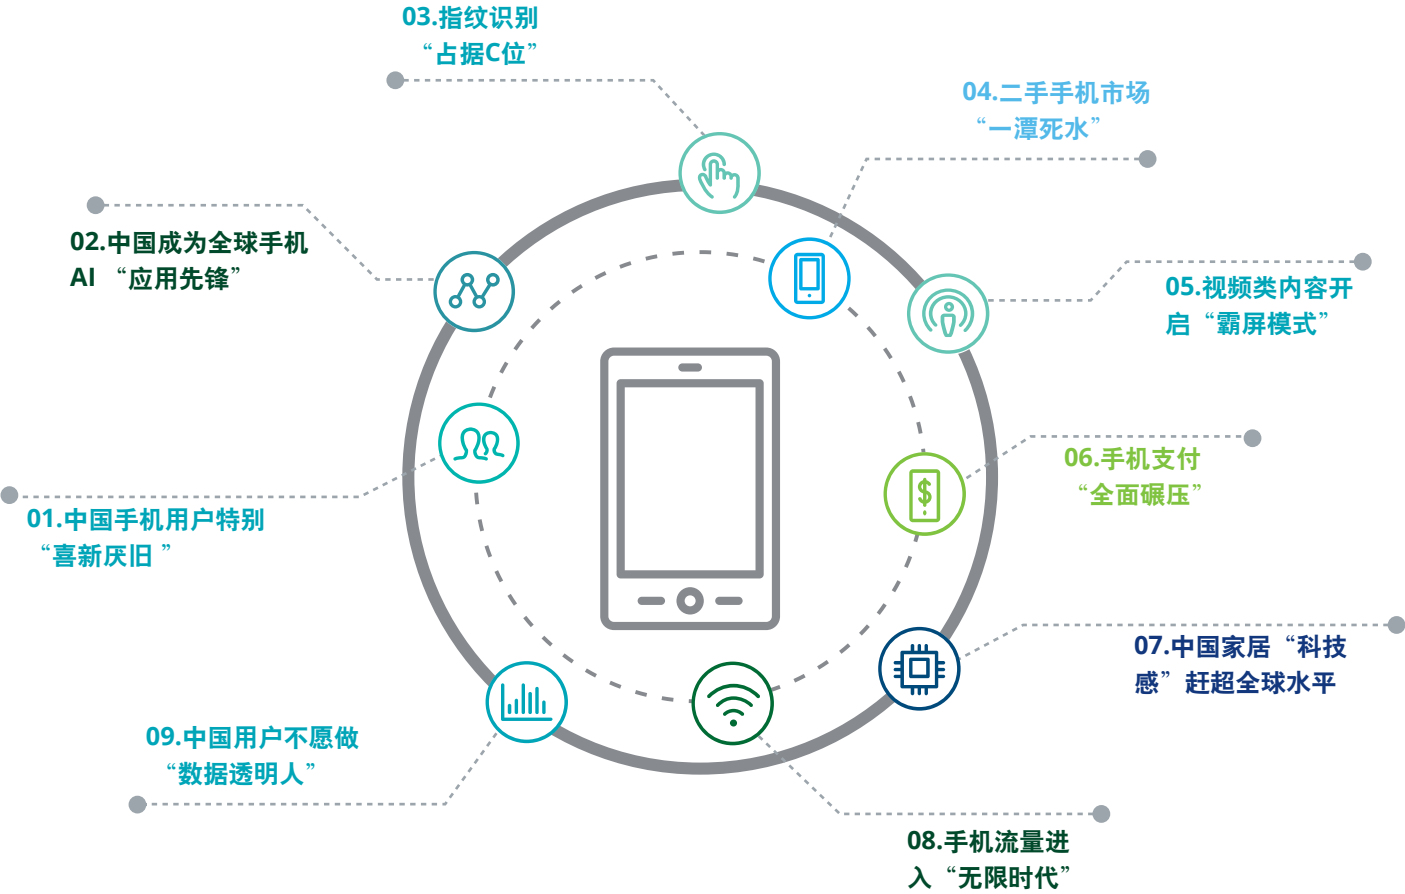 03.指纹识别
“占据C位”
04.二手手机市场
“一潭死水”
02.中国成为全球手机
AI “应用先锋”
05.视频类内容开
启“霸屏模式”
06.手机支付
“全面碾压”
01.中国手机用户特别
“喜新厌旧 ”
07.中国家居“科技
感”赶超全球水平
09.中国用户不愿做
“数据透明人”
08.手机流量进
入“无限时代”